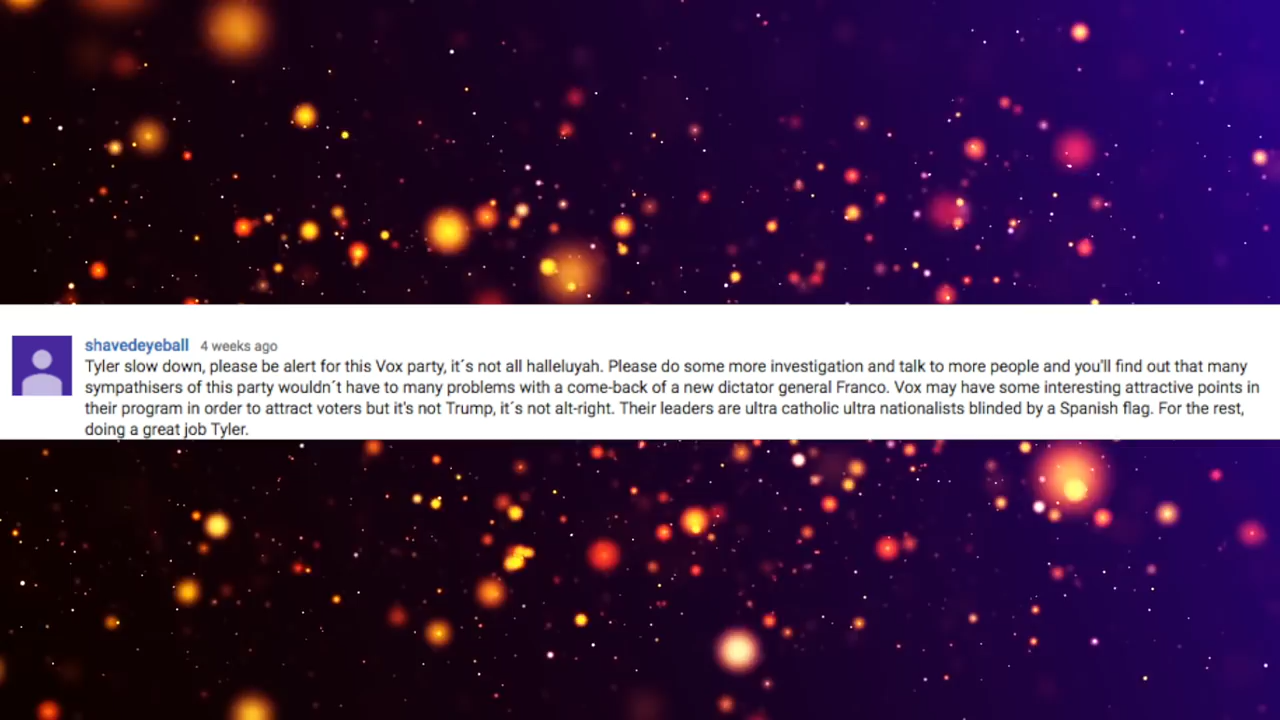 shavedeyeball 4 weeks ago
Tyler slow down, please be alert for this Vox party, it´s not all halleluyah. Please do some more investigation and talk to more people and you'll find out that many
sympathisers of this party wouldn´t have to many problems with a come-back of a new dictator general Franco. Vox may have some interesting attractive points in
their program in order to attract voters but it's not Trump, it´s not alt-right. Their leaders are ultra catholic ultra nationalists blinded by a Spanish flag. For the rest,
doing a great job Tyler.